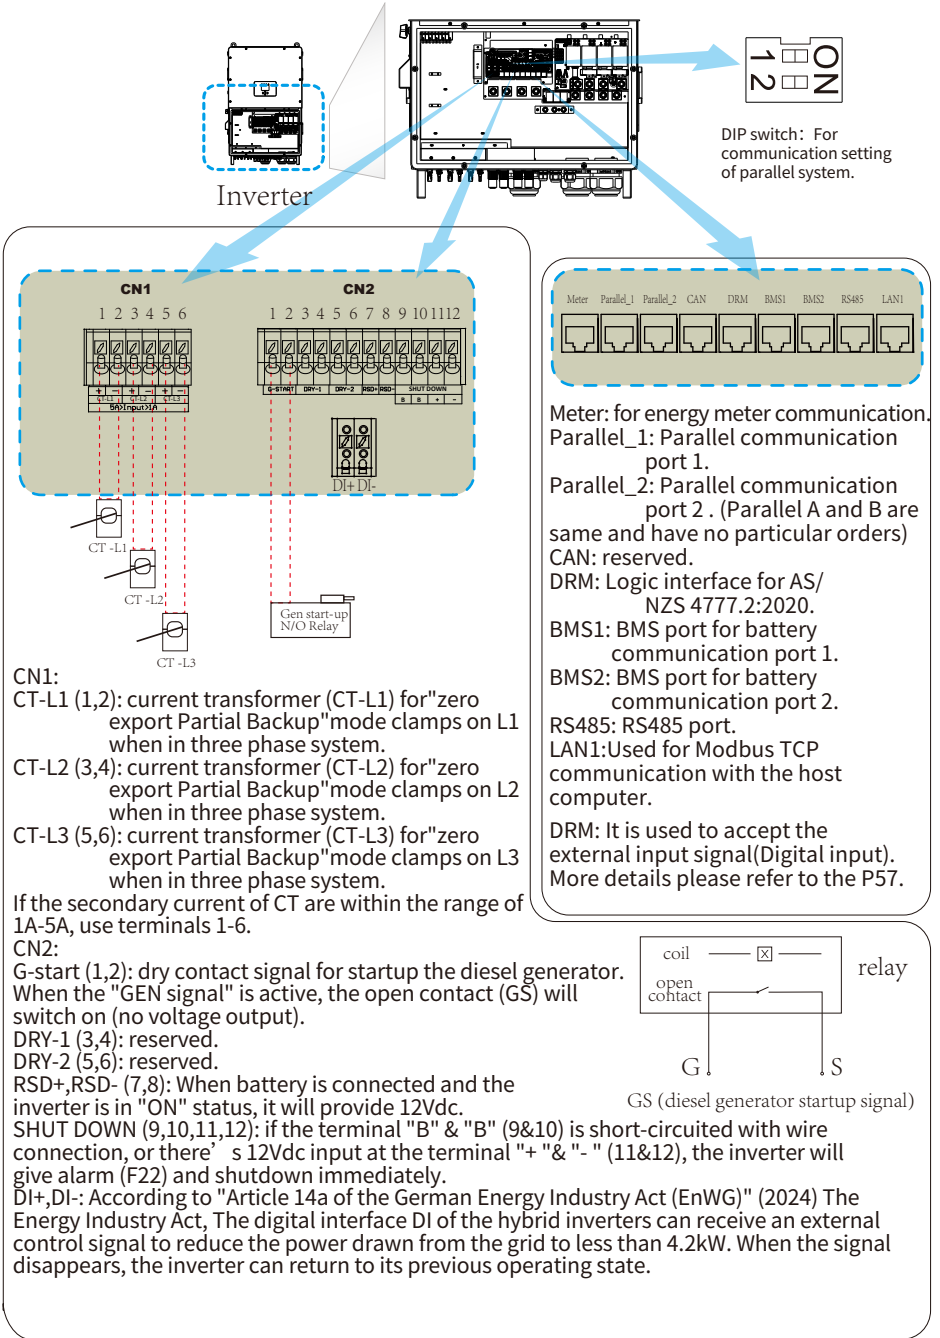 1 2
ON
DIP switch：For
communication setting
of parallel system.
Inverter
CN1
1 2 3 4 5 6
+ − + − + −
CT-L1 CT-L2 CT-L3
5A>Input>1A
CN2
1 2 3 4 5 6 7 8 9 10 11 12
G-START DRY-1 DRY-2 RSD+ RSD- SHUT DOWN
B B + −
DI+ DI-
CT -L1
CT -L2
CT -L3
Gen start-up
N/O Relay
Meter Parallel_1 Parallel_2 CAN DRM BMS1 BMS2 RS485 LAN1
Meter: for energy meter communication.
Parallel_1: Parallel communication
port 1.
Parallel_2: Parallel communication
port 2 . (Parallel A and B are
same and have no particular orders)
CAN: reserved.
DRM: Logic interface for AS/
NZS 4777.2:2020.
BMS1: BMS port for battery
communication port 1.
BMS2: BMS port for battery
communication port 2.
RS485: RS485 port.
LAN1:Used for Modbus TCP
communication with the host
computer.
DRM: It is used to accept the
external input signal(Digital input).
More details please refer to the P57.
CN1:
CT-L1 (1,2): current transformer (CT-L1) for"zero
export Partial Backup"mode clamps on L1
when in three phase system.
CT-L2 (3,4): current transformer (CT-L2) for"zero
export Partial Backup"mode clamps on L2
when in three phase system.
CT-L3 (5,6): current transformer (CT-L3) for"zero
export Partial Backup"mode clamps on L3
when in three phase system.
If the secondary current of CT are within the range of
1A-5A, use terminals 1-6.
CN2:
G-start (1,2): dry contact signal for startup the diesel generator.
When the "GEN signal" is active, the open contact (GS) will
switch on (no voltage output).
DRY-1 (3,4): reserved.
DRY-2 (5,6): reserved.
RSD+,RSD- (7,8): When battery is connected and the
inverter is in "ON" status, it will provide 12Vdc.
SHUT DOWN (9,10,11,12): if the terminal "B" & "B" (9&10) is short-circuited with wire
connection, or there’s 12Vdc input at the terminal "+ "& "- " (11&12), the inverter will
give alarm (F22) and shutdown immediately.
DI+,DI-: According to "Article 14a of the German Energy Industry Act (EnWG)" (2024) The
Energy Industry Act, The digital interface DI of the hybrid inverters can receive an external
control signal to reduce the power drawn from the grid to less than 4.2kW. When the signal
disappears, the inverter can return to its previous operating state.
coil
open
contact
relay
G S
GS (diesel generator startup signal)